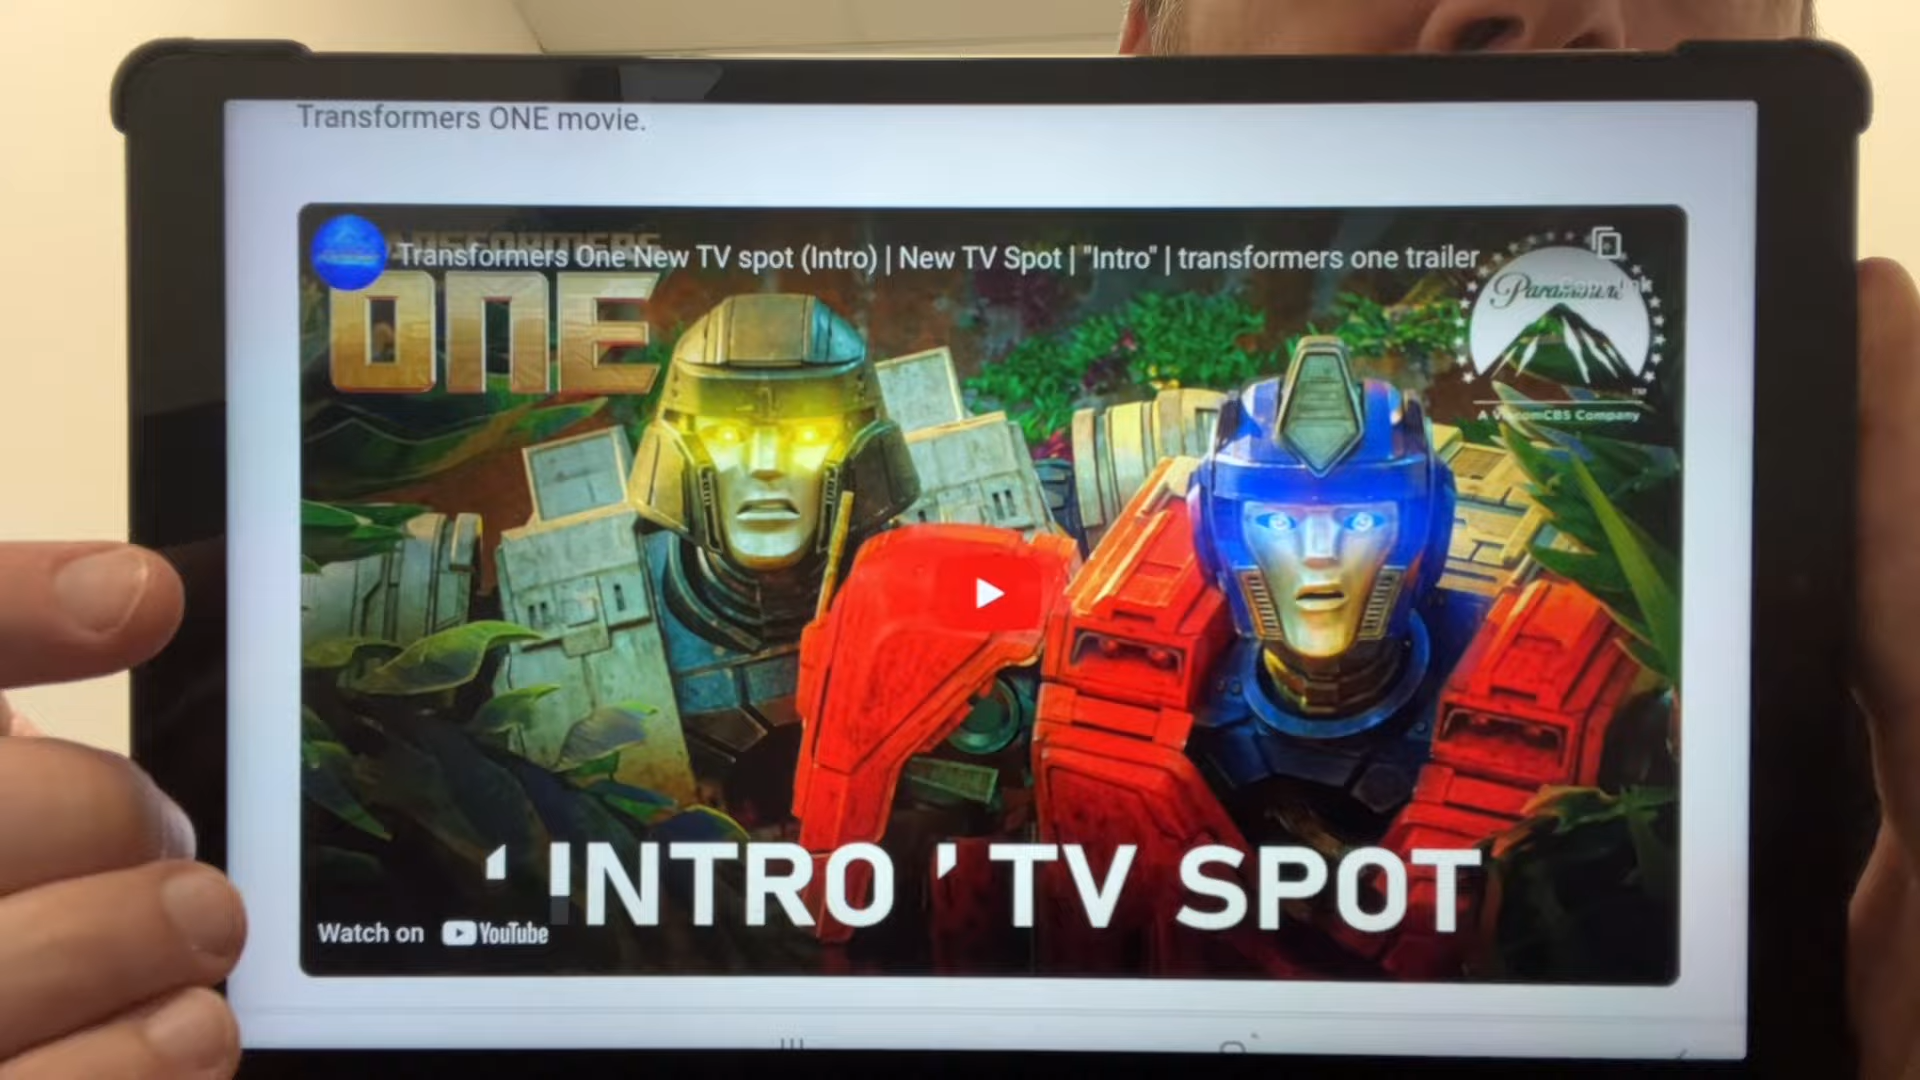 Transformers ONE movie.
Transformers One New TV spot (Intro) | New TV Spot | "Intro" | transformers one trailer
ONE
Paramount
TM
A ViacomCBS Company
' INTRO ' TV SPOT
Watch on YouTube